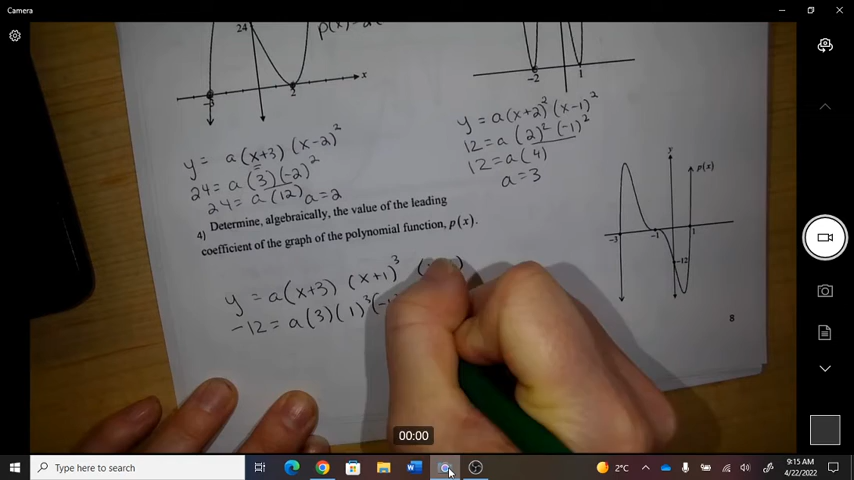 Camera
24
p(x)
x
-3
2
-2
1
y = a(x+3)(x-2)²
24 = a(3)(-2)²
24 = a(12) a=2
y = a(x+2)²(x-1)²
12 = a(2)²(-1)²
12 = a(4)
a = 3
4) Determine, algebraically, the value of the leading
coefficient of the graph of the polynomial function, p(x).
y
p(x)
-3
-1
1
-12
y = a(x+3) (x+1)³
-12 = a(3)(1)³(-1
8
00:00
Type here to search
2°C
9:15 AM
4/22/2022